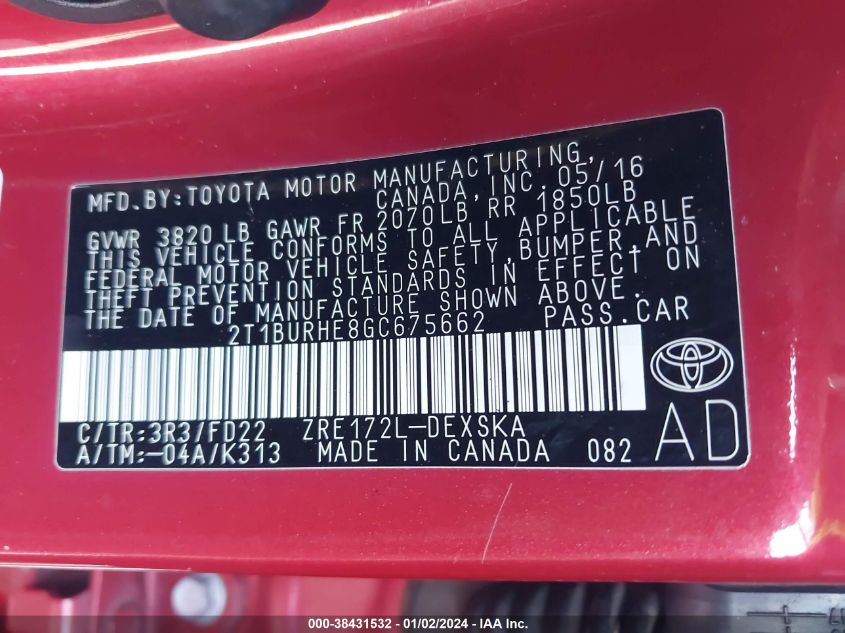 MFD.BY:TOYOTA MOTOR MANUFACTURING,
CANADA, INC. 05/16
GVWR 3820 LB GAWR FR 2070LB RR 1850LB
THIS VEHICLE CONFORMS TO ALL APPLICABLE
FEDERAL MOTOR VEHICLE SAFETY,BUMPER,AND
THEFT PREVENTION STANDARDS IN EFFECT ON
THE DATE OF MANUFACTURE SHOWN ABOVE.
2T1BURHE8GC675662 PASS.CAR
C/TR:3R3/FD22 ZRE172L-DEXSKA
A/TM:-04A/K313 MADE IN CANADA 082
AD
000-38431532 - 01/02/2024 - IAA Inc.